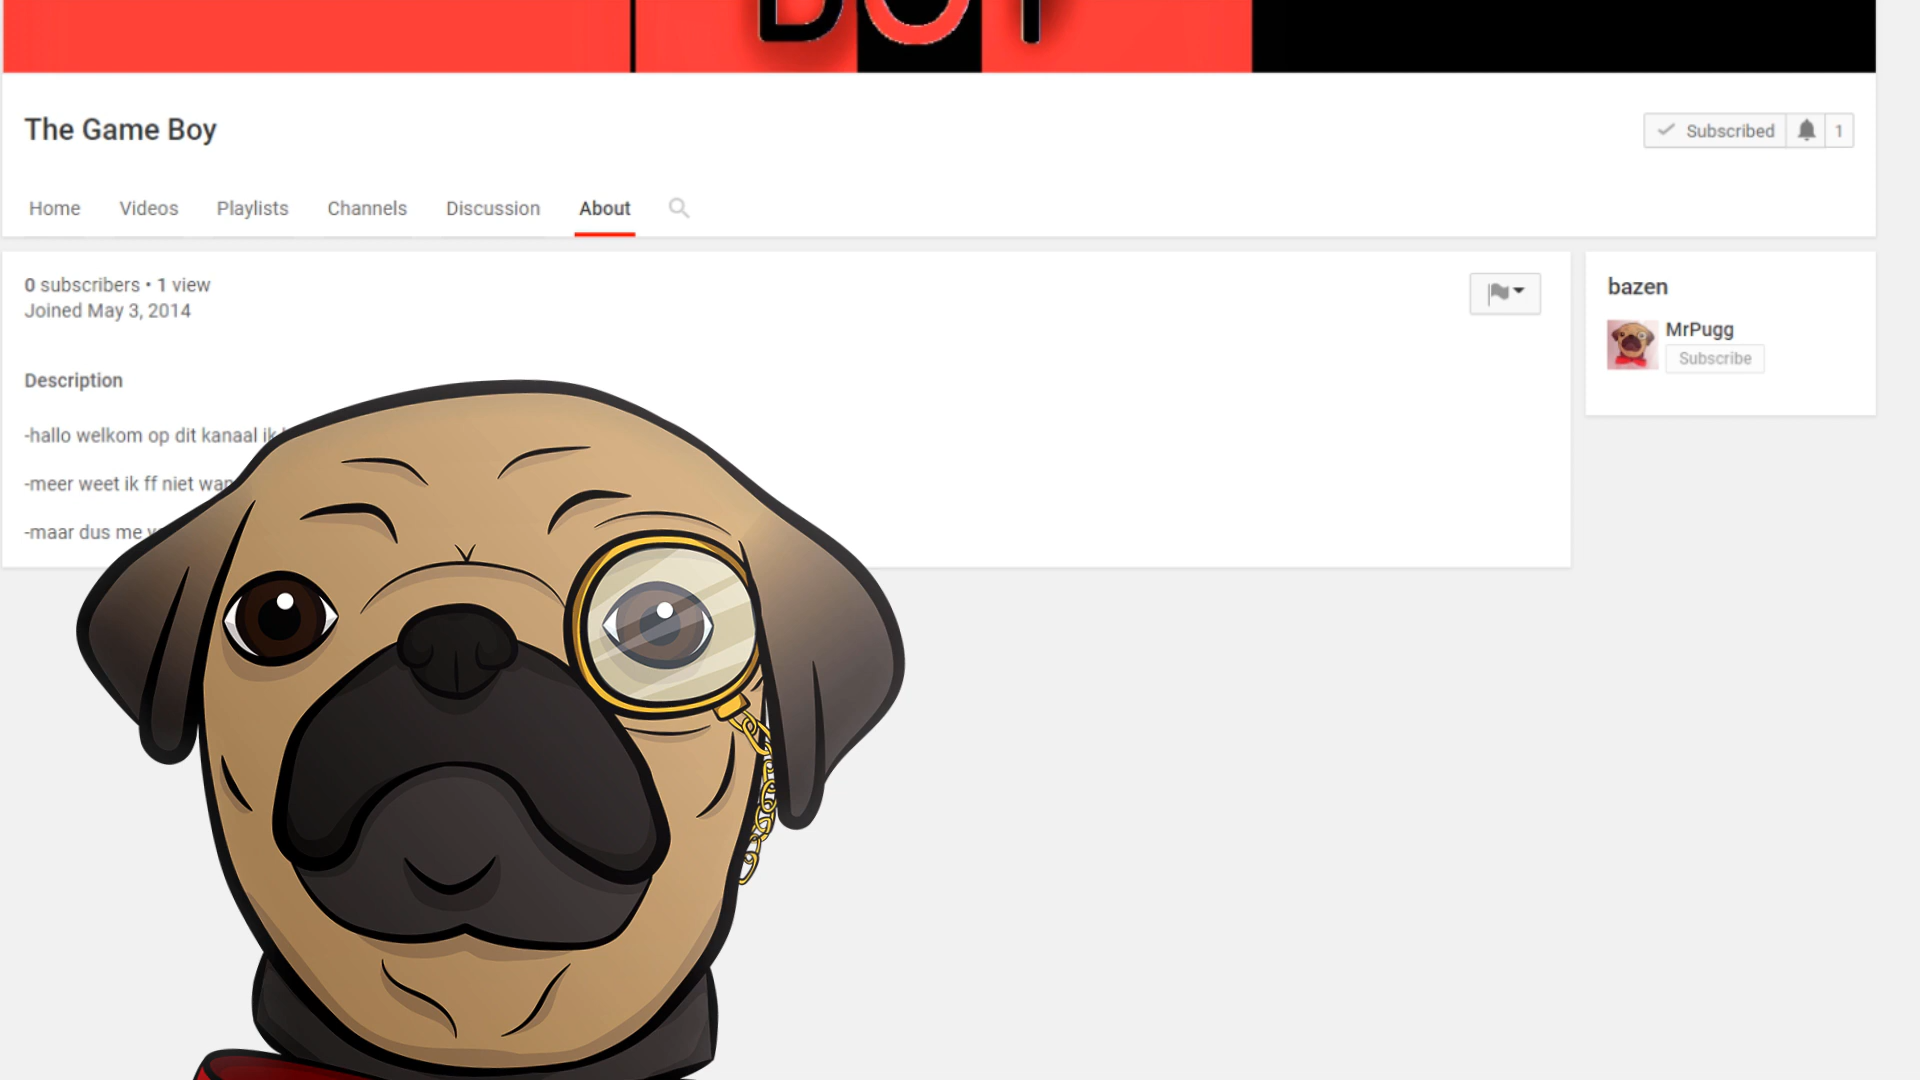 BOY
The Game Boy
Subscribed 1
Home Videos Playlists Channels Discussion About
0 subscribers • 1 view
Joined May 3, 2014
Description
-hallo welkom op dit kanaal ik
-meer weet ik ff niet
-maar dus me
bazen
MrPugg
Subscribe